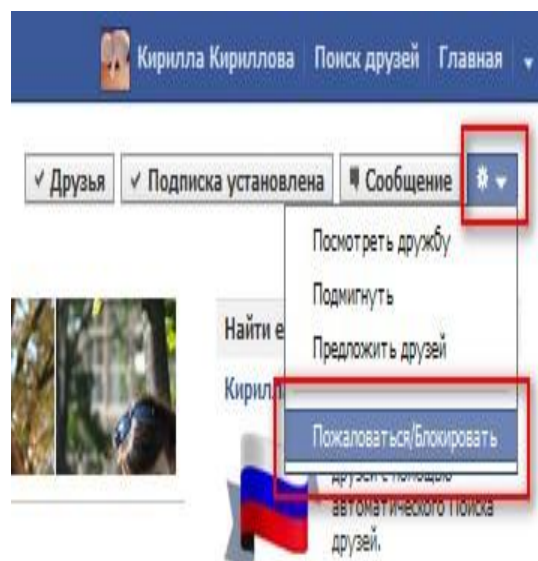 Кирилла Кириллова Поиск друзей Главная
Друзья Подписка установлена Сообщение
Посмотреть дружбу
Подмигнуть
Найти е
Предложить друзей
Кирилл
Пожаловаться/Блокировать
друзей с помощью
автоматического Поиска
друзей.